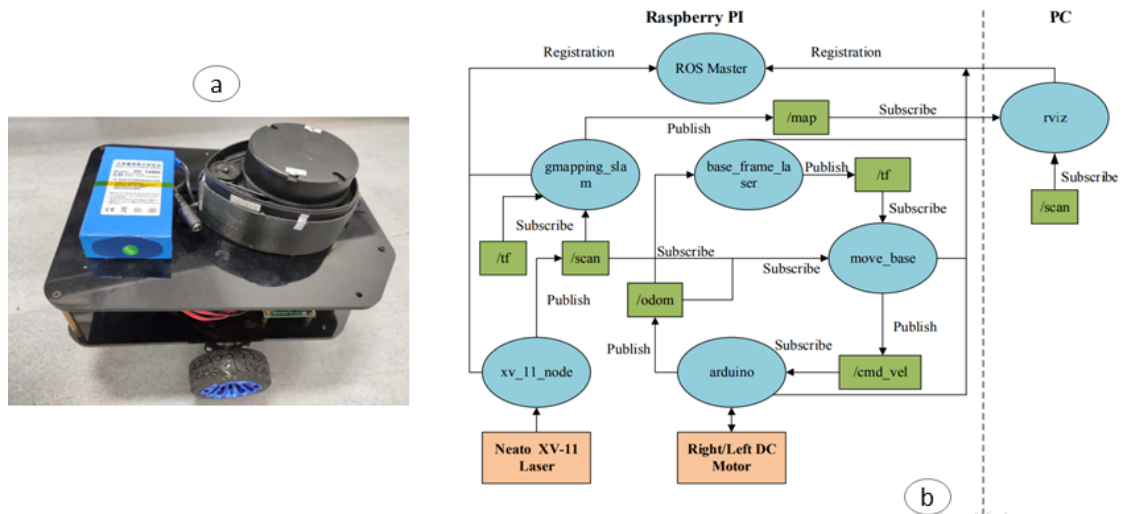 a
Raspberry PI
PC
Registration
Registration
ROS Master
/map
Subscribe
Publish
rviz
gmapping_sla
m
base_frame_la
ser
Publish
/tf
Subscribe
/scan
Subscribe
Subscribe
/tf
/scan
Subscribe
Subscribe
move_base
Publish
/odom
Publish
Publish
Subscribe
xv_11_node
arduino
/cmd_vel
Neato XV-11
Laser
Right/Left DC
Motor
b